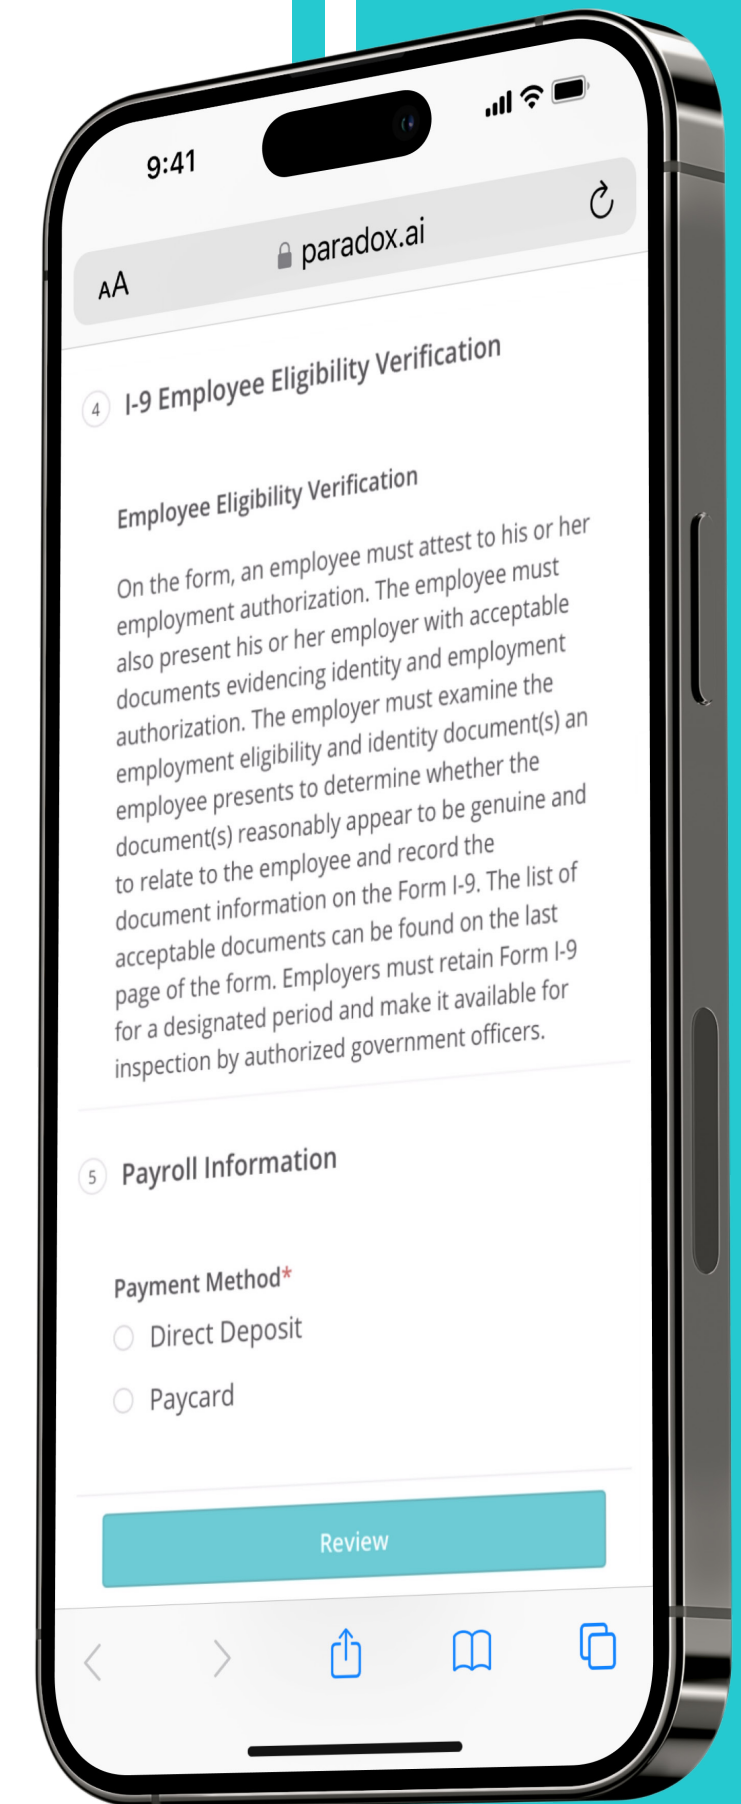 9:41
AA
paradox.ai
4 I-9 Employee Eligibility Verification
Employee Eligibility Verification
On the form, an employee must attest to his or her
employment authorization. The employee must
also present his or her employer with acceptable
documents evidencing identity and employment
authorization. The employer must examine the
employment eligibility and identity document(s) an
employee presents to determine whether the
document(s) reasonably appear to be genuine and
to relate to the employee and record the
document information on the Form I-9. The list of
acceptable documents can be found on the last
page of the form. Employers must retain Form I-9
for a designated period and make it available for
inspection by authorized government officers.
5 Payroll Information
Payment Method*
Direct Deposit
Paycard
Review